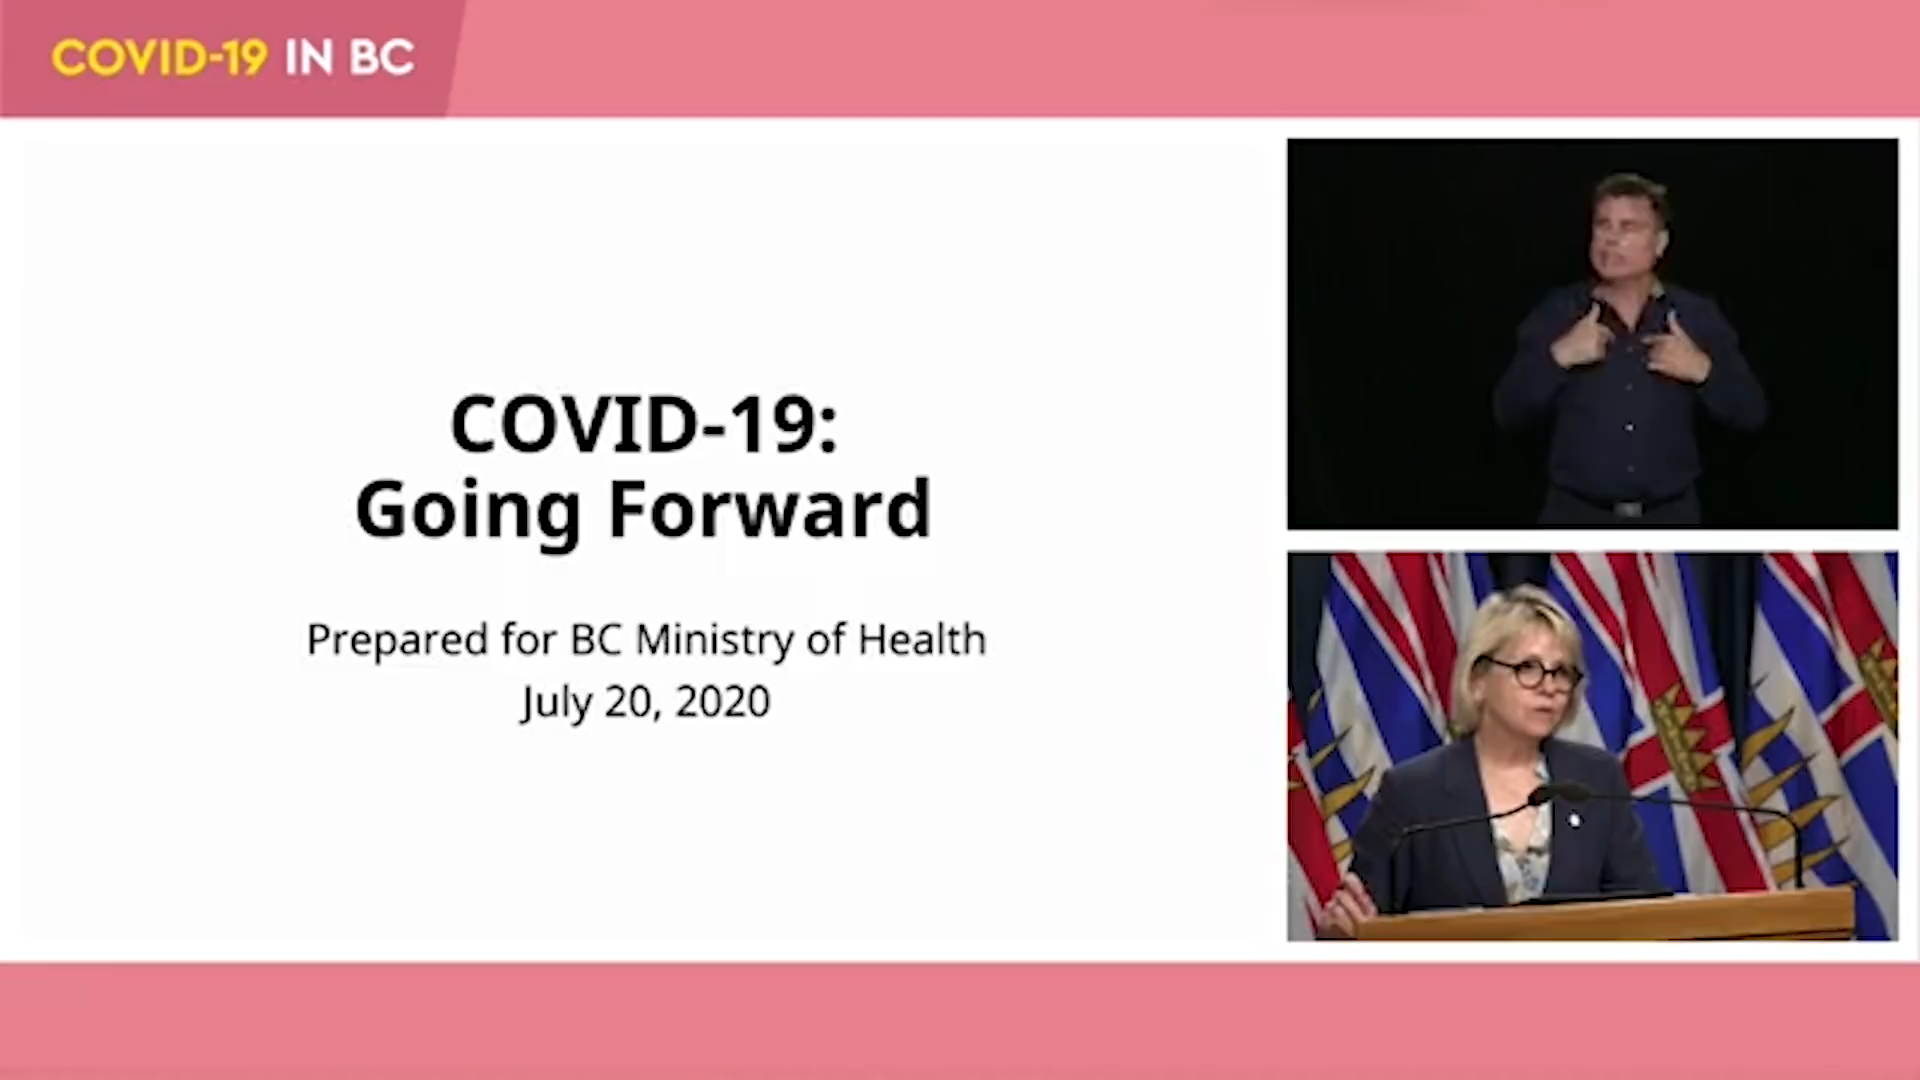 COVID-19 IN BC
COVID-19:
Going Forward
Prepared for BC Ministry of Health
July 20, 2020